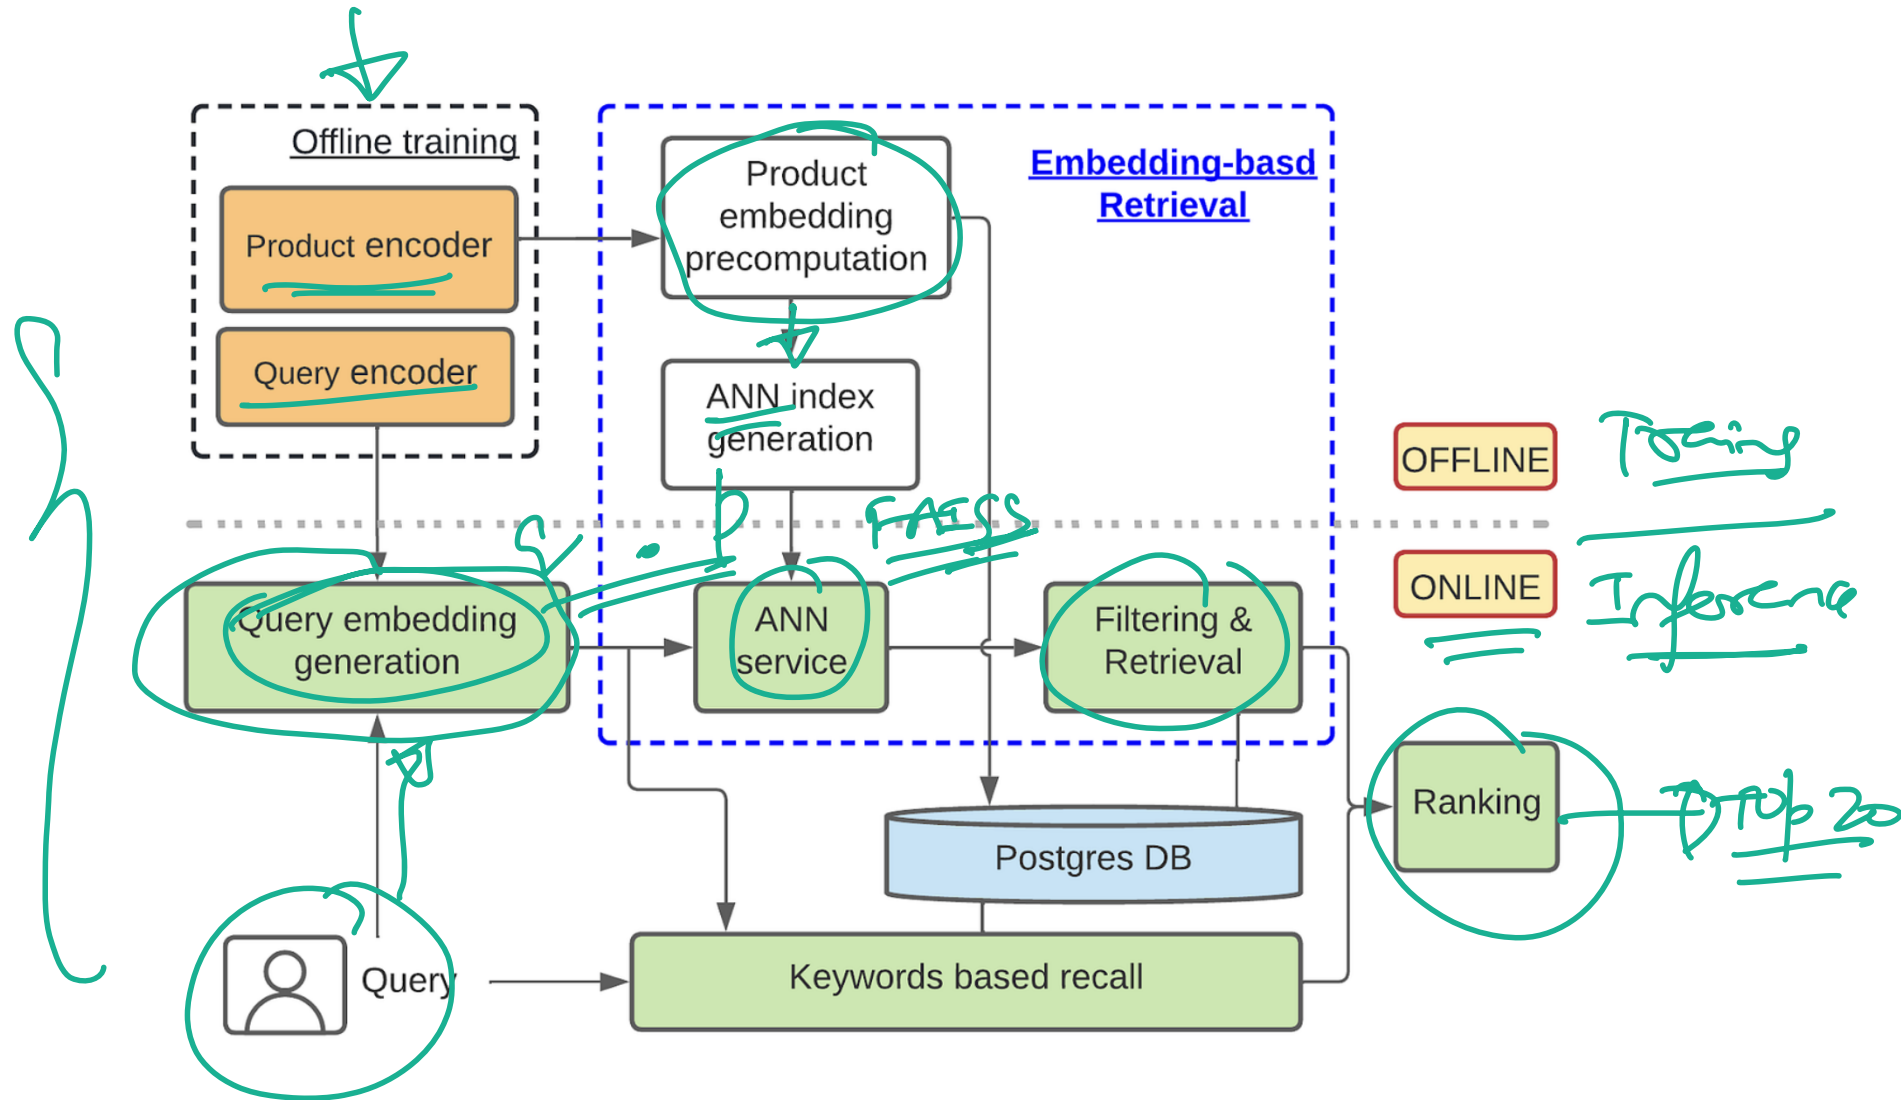 Offline training
Product encoder
Query encoder
Product
embedding
precomputation
Embedding-basd
Retrieval
ANN index
generation
FAISS
OFFLINE
Training
ONLINE
Inference
Query embedding
generation
ANN
service
Filtering &
Retrieval
Ranking
Top 20
Postgres DB
Query
Keywords based recall